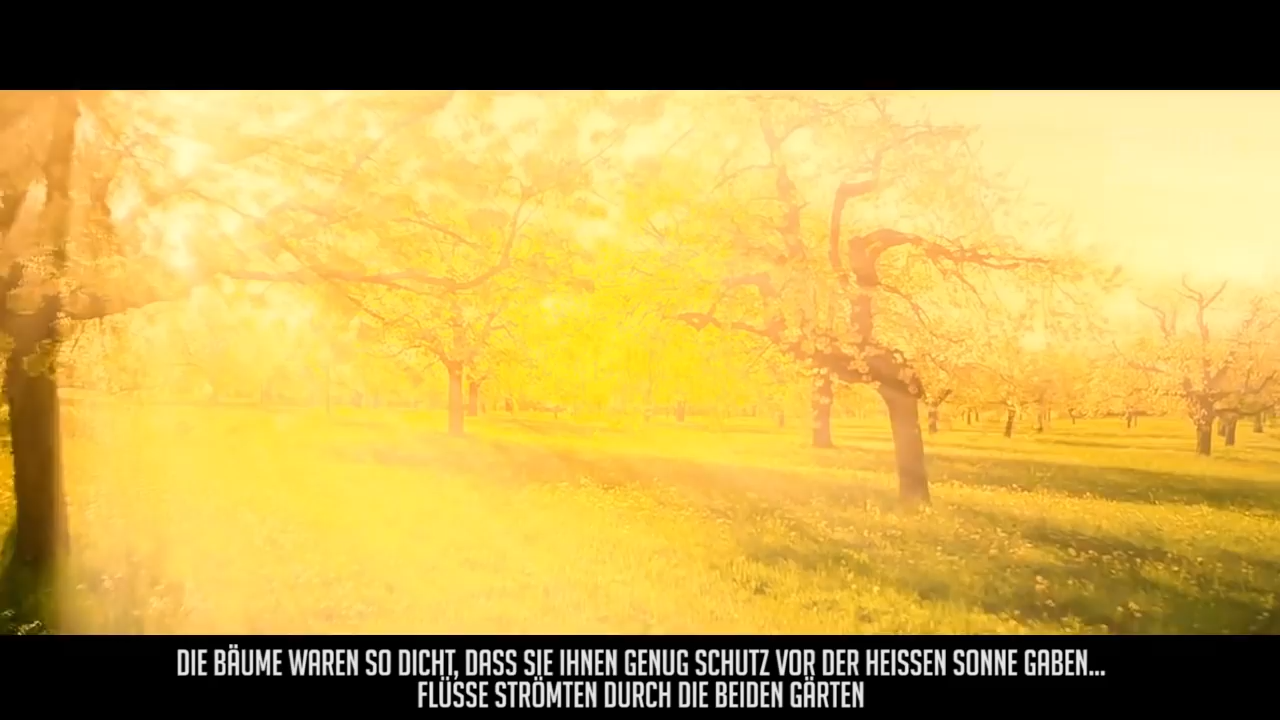 DIE BÄUME WAREN SO DICHT, DASS SIE IHNEN GENUG SCHUTZ VOR DER HEISSEN SONNE GABEN...
FLÜSSE STRÖMTEN DURCH DIE BEIDEN GÄRTEN